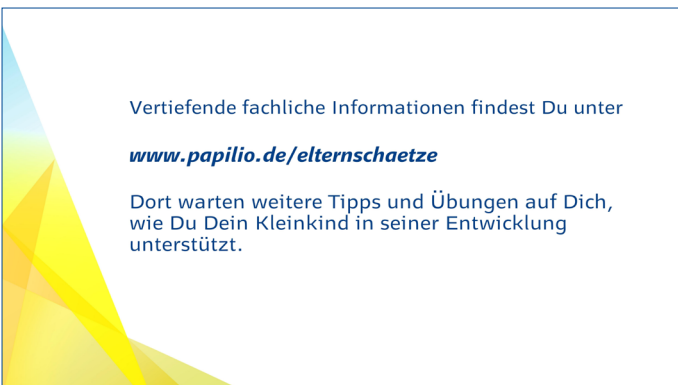 Vertiefende fachliche Informationen findest Du unter
www.papilio.de/elternschaetze
Dort warten weitere Tipps und Übungen auf Dich,
wie Du Dein Kleinkind in seiner Entwicklung
unterstützt.